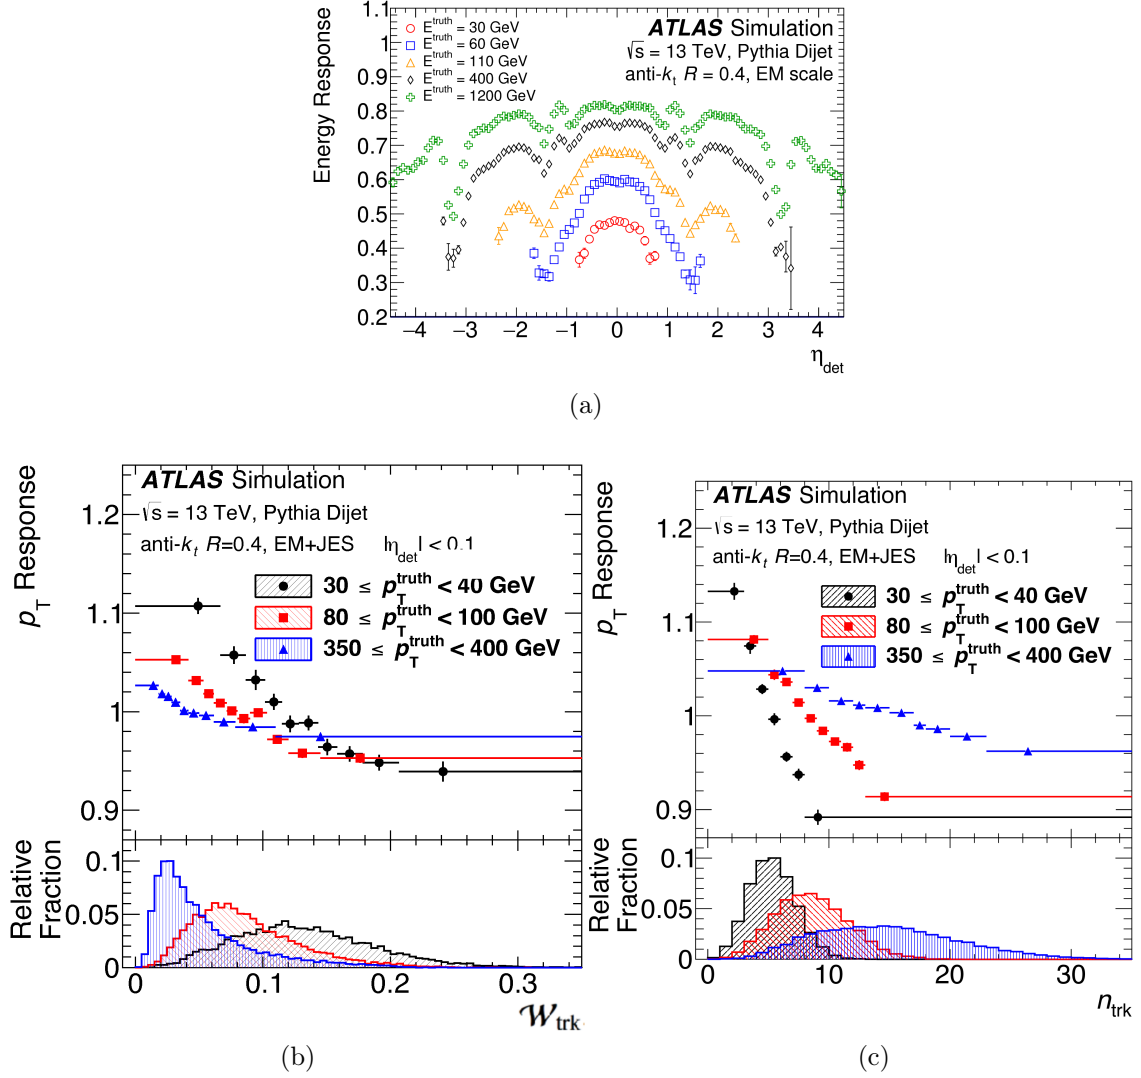 1.1
1
0.9
0.8
0.7
0.6
0.5
0.4
0.3
0.2
Energy Response
E^truth = 30 GeV
E^truth = 60 GeV
E^truth = 110 GeV
E^truth = 400 GeV
E^truth = 1200 GeV
ATLAS Simulation
√s = 13 TeV, Pythia Dijet
anti-k_t R = 0.4, EM scale
−4 −3 −2 −1 0 1 2 3 4
η_det
(a)
p_T Response
1.2
1.1
1
0.9
ATLAS Simulation
√s = 13 TeV, Pythia Dijet
anti-k_t R=0.4, EM+JES |η_det| < 0.1
30 ≤ p_T^truth < 40 GeV
80 ≤ p_T^truth < 100 GeV
350 ≤ p_T^truth < 400 GeV
Relative
Fraction
0.1
0.05
0
0 0.1 0.2 0.3
𝒲_trk
(b)
p_T Response
1.2
1.1
1
0.9
ATLAS Simulation
√s = 13 TeV, Pythia Dijet
anti-k_t R=0.4, EM+JES |η_det| < 0.1
30 ≤ p_T^truth < 40 GeV
80 ≤ p_T^truth < 100 GeV
350 ≤ p_T^truth < 400 GeV
Relative
Fraction
0.1
0.05
0
0 10 20 30
n_trk
(c)